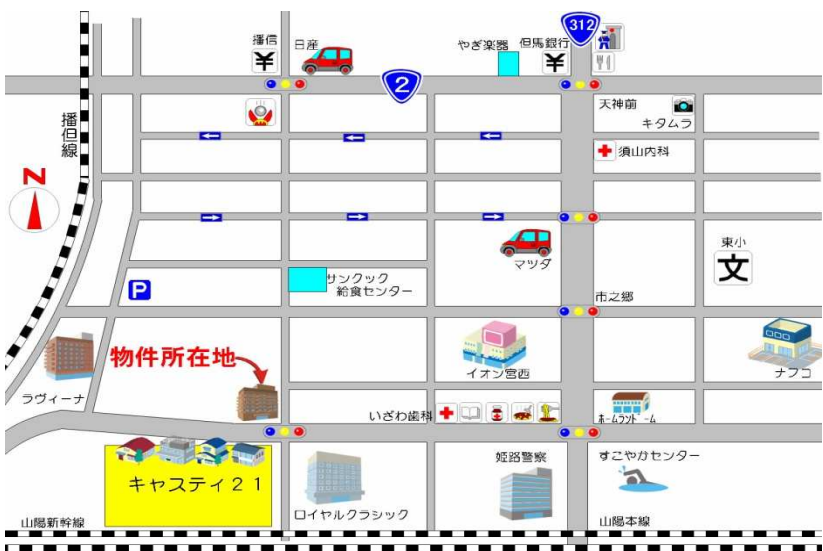 312
播信
日産
やぎ楽器
但馬銀行
¥
¥
2
天神前
キタムラ
播但線
須山内科
N
東小
マツダ
文
サンクック
給食センター
P
市之郷
物件所在地
イオン宮西
ナフコ
ラヴィーナ
いざわ歯科
ホームラントーム
姫路警察
すこやかセンター
キャスティ21
ロイヤルクラシック
山陽新幹線
山陽本線